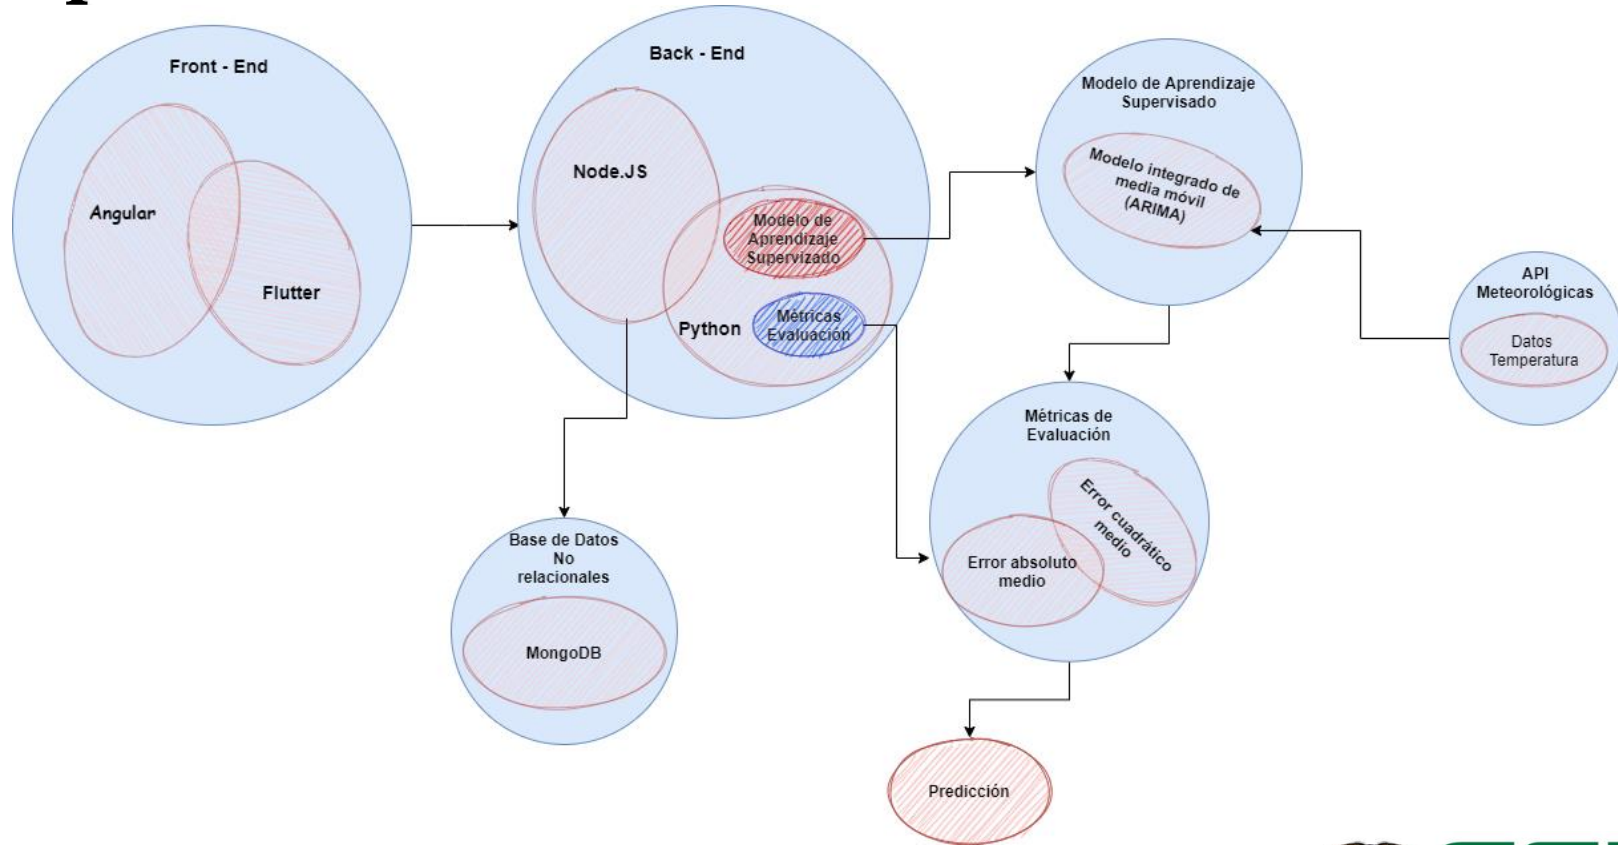 Front - End
Angular
Flutter
Back - End
Node.JS
Modelo de
Aprendizaje
Supervizado
Python
Métricas
Evaluación
Modelo de Aprendizaje
Supervisado
Modelo integrado de
media móvil
(ARIMA)
API
Meteorológicas
Datos
Temperatura
Base de Datos
No
relacionales
MongoDB
Métricas de
Evaluación
Error cuadrático
medio
Error absoluto
medio
Predicción